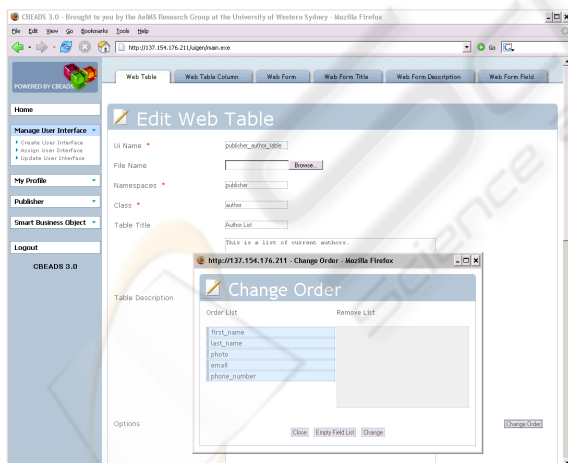 CBEADS 3.0 - Brought to you by the AeIMS Research Group at the University of Western Sydney - Mozilla Firefox
File Edit View Go Bookmarks Tools Help
http://137.154.176.211/uigen/main.exe
Go
POWERED BY CBEADS
Web Table
Web Table Column
Web Form
Web Form Title
Web Form Description
Web Form Field
Home
Manage User Interface
Create User Interface
Assign User Interface
Update User Interface
My Profile
Publisher
Smart Business Object
Logout
CBEADS 3.0
Edit Web Table
Ui Name * publisher_author_table
File Name Browse...
Namespaces * publisher
Class * author
Table Title Author List
This is a list of current authors.
Table Description
http://137.154.176.211 - Change Order - Mozilla Firefox
Change Order
Order List
Remove List
first_name
last_name
photo
email
phone_number
Close Empty Field List Change
Options
Change Order